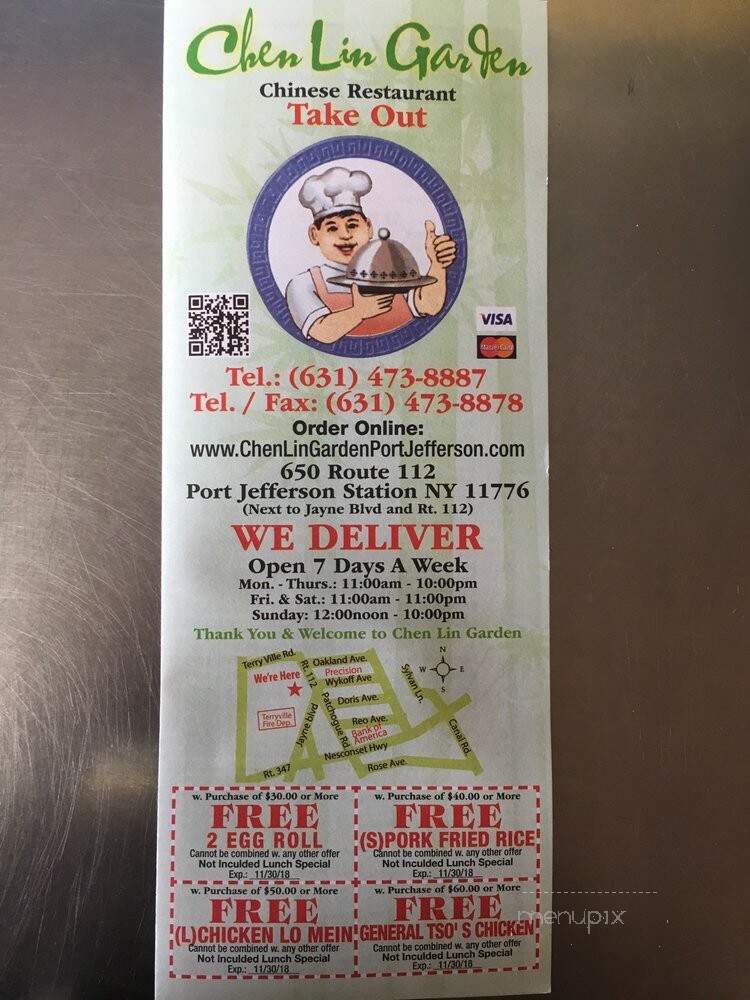 Chen Lin Garden
Chinese Restaurant
Take Out
VISA
MasterCard
Tel.: (631) 473-8887
Tel. / Fax: (631) 473-8878
Order Online:
www.ChenLinGardenPortJefferson.com
650 Route 112
Port Jefferson Station NY 11776
(Next to Jayne Blvd and Rt. 112)
WE DELIVER
Open 7 Days A Week
Mon. - Thurs.: 11:00am - 10:00pm
Fri. & Sat.: 11:00am - 11:00pm
Sunday: 12:00noon - 10:00pm
Thank You & Welcome to Chen Lin Garden
Terry Ville Rd.
Oakland Ave.
N
W
E
S
We're Here
Rt. 112
Precision
Wykoff Ave
Sylvan Ln.
Doris Ave.
Terryville
Fire Dep.
Jayne blvd
Patchogue Rd.
Reo Ave.
Bank of
America
Canal Rd.
Nesconset Hwy
Rt. 347
Rose Ave.
w. Purchase of $30.00 or More
FREE
2 EGG ROLL
Cannot be combined w. any other offer
Not Inculded Lunch Special
Exp.: 11/30/18
w. Purchase of $40.00 or More
FREE
(S)PORK FRIED RICE
Cannot be combined w. any other offer
Not Inculded Lunch Special
Exp.: 11/30/18
w. Purchase of $50.00 or More
FREE
(L)CHICKEN LO MEIN
Cannot be combined w. any other offer
Not Inculded Lunch Special
Exp.: 11/30/18
w. Purchase of $60.00 or More
FREE
GENERAL TSO' S CHICKEN
Cannot be combined w. any other offer
Not Inculded Lunch Special
Exp.: 11/30/18
menupix